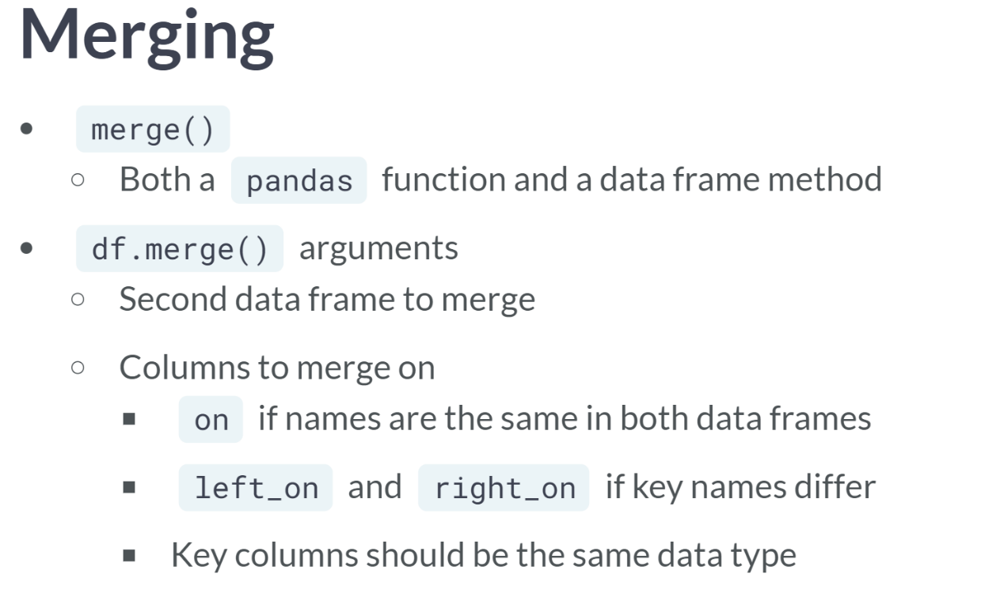 Merging
merge()
Both a pandas function and a data frame method
df.merge() arguments
Second data frame to merge
Columns to merge on
on if names are the same in both data frames
left_on and right_on if key names differ
Key columns should be the same data type